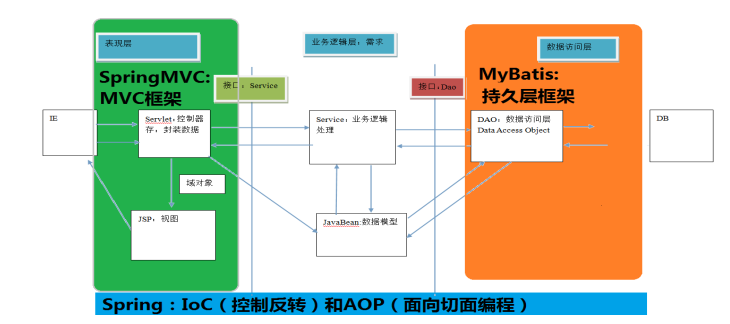 表现层
业务逻辑层：需求
数据访问层
SpringMVC:
MVC框架
接口：Service
接口：Dao
MyBatis:
持久层框架
IE
Servlet：控制器
存，封装数据
Service：业务逻辑
处理
DAO：数据访问层
Data Access Object
DB
域对象
JSP：视图
JavaBean:数据模型
Spring：IoC（控制反转）和AOP（面向切面编程）